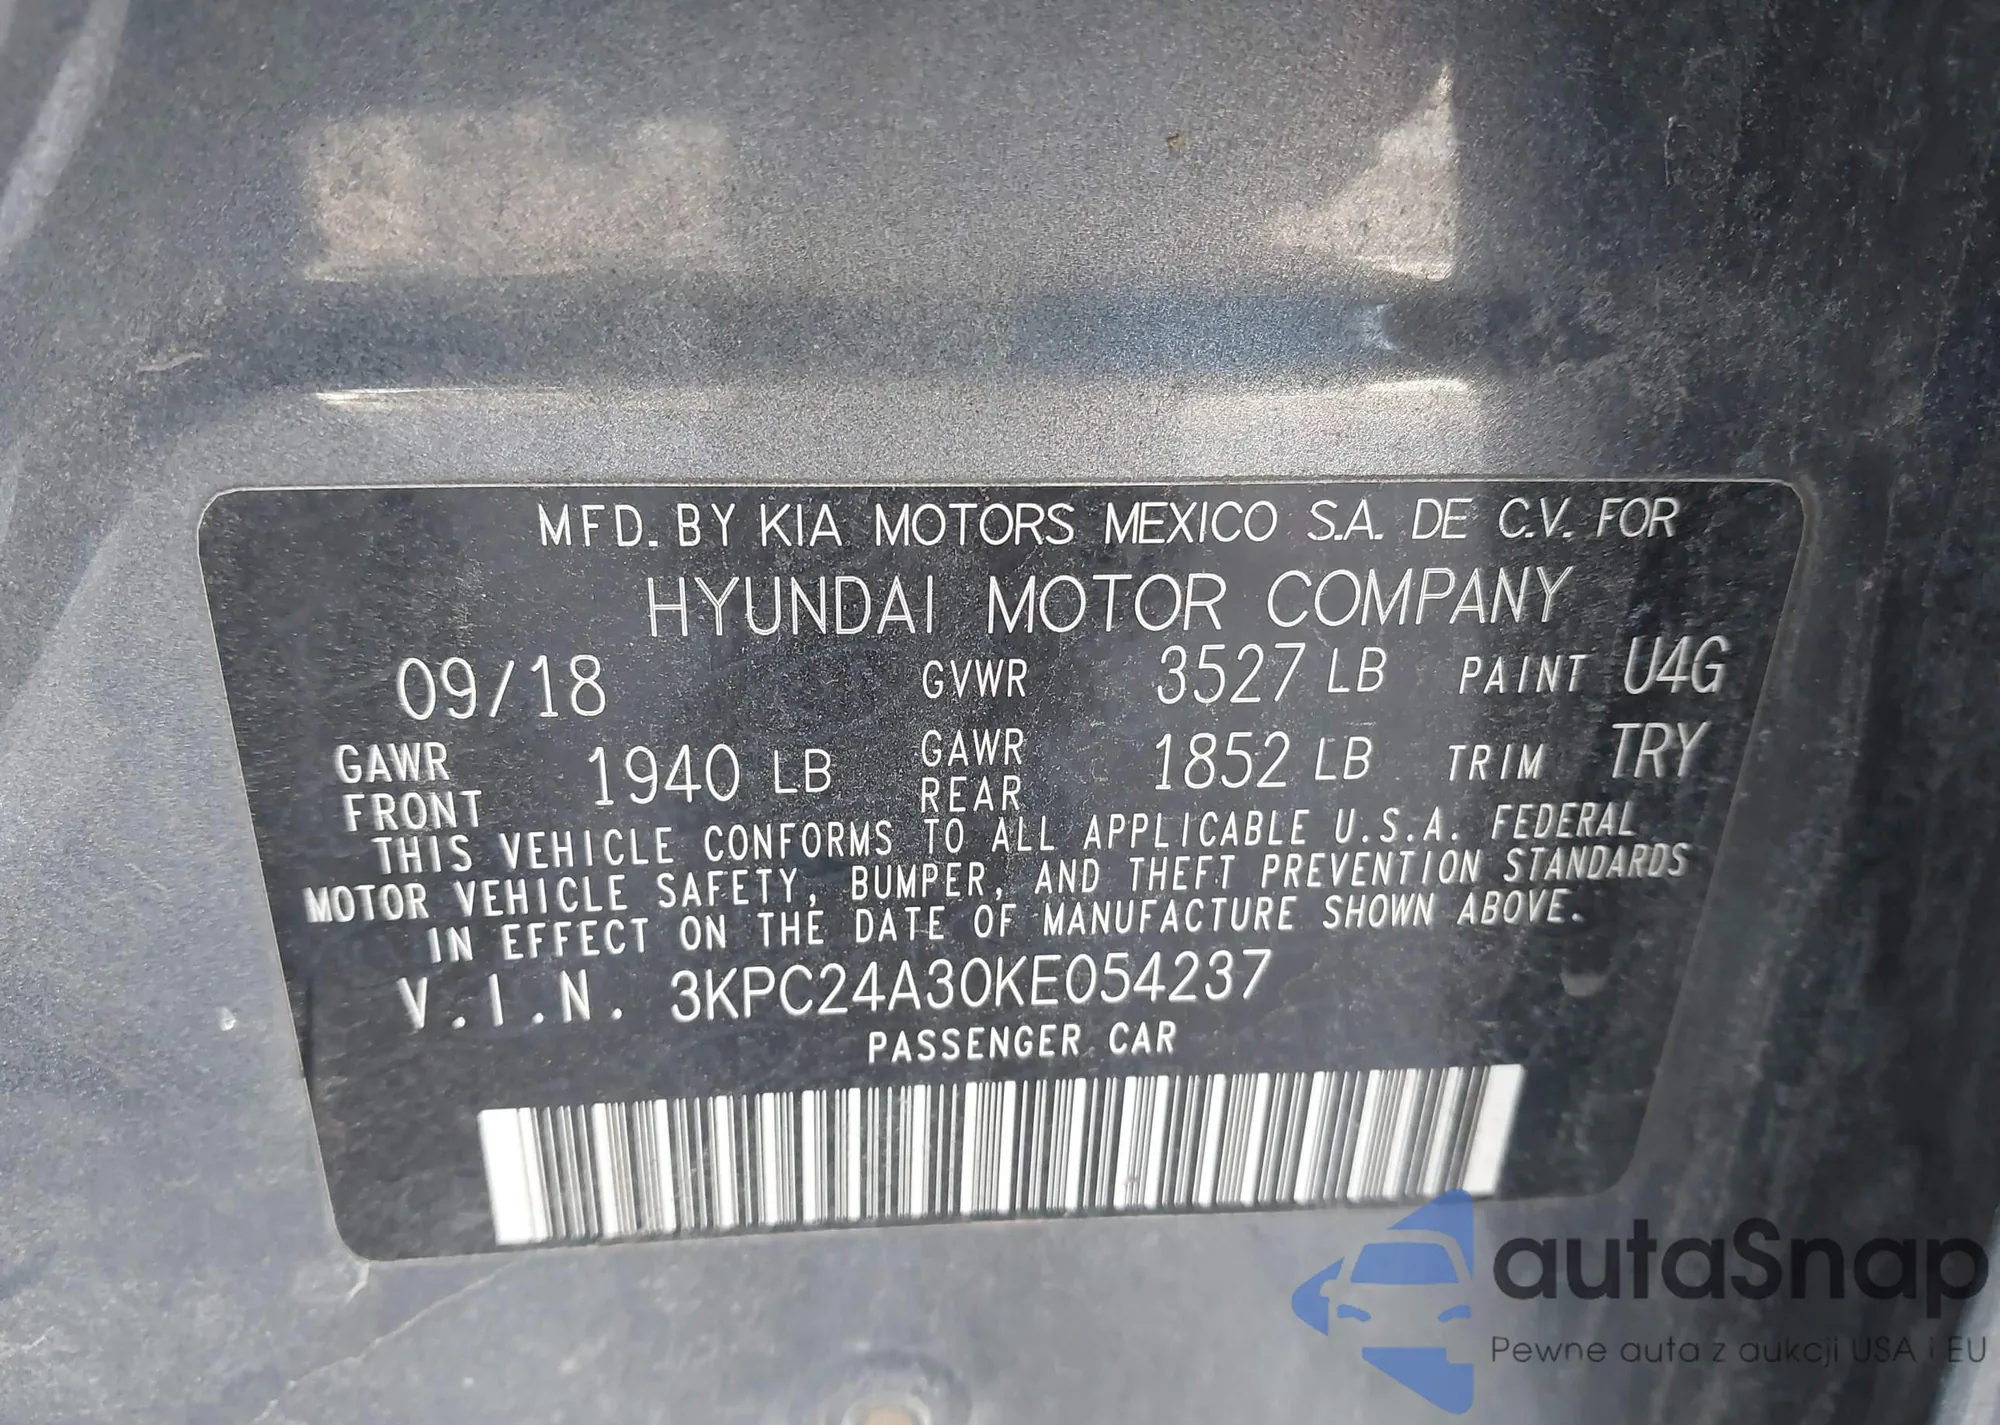 MFD. BY KIA MOTORS MEXICO S.A. DE C.V. FOR
HYUNDAI MOTOR COMPANY
09/18 GVWR 3527 LB PAINT U4G
GAWR FRONT 1940 LB GAWR REAR 1852 LB TRIM TRY
THIS VEHICLE CONFORMS TO ALL APPLICABLE U.S.A. FEDERAL
MOTOR VEHICLE SAFETY, BUMPER, AND THEFT PREVENTION STANDARDS
IN EFFECT ON THE DATE OF MANUFACTURE SHOWN ABOVE.
V.I.N. 3KPC24A30KE054237
PASSENGER CAR
autaSnap
Pewne auta z aukcji USA i EU